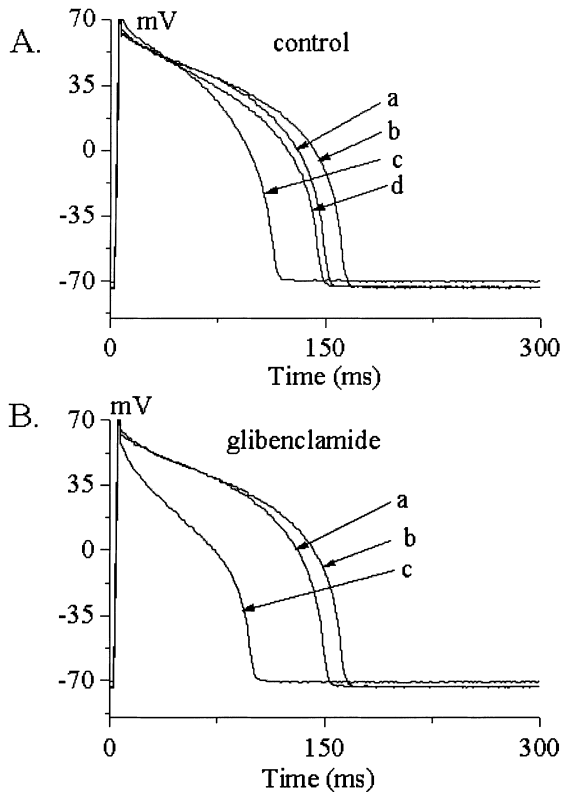 A.
mV
control
70
35
0
-35
-70
a
b
c
d
0
150
300
Time (ms)
B.
mV
glibenclamide
70
35
0
-35
-70
a
b
c
0
150
300
Time (ms)